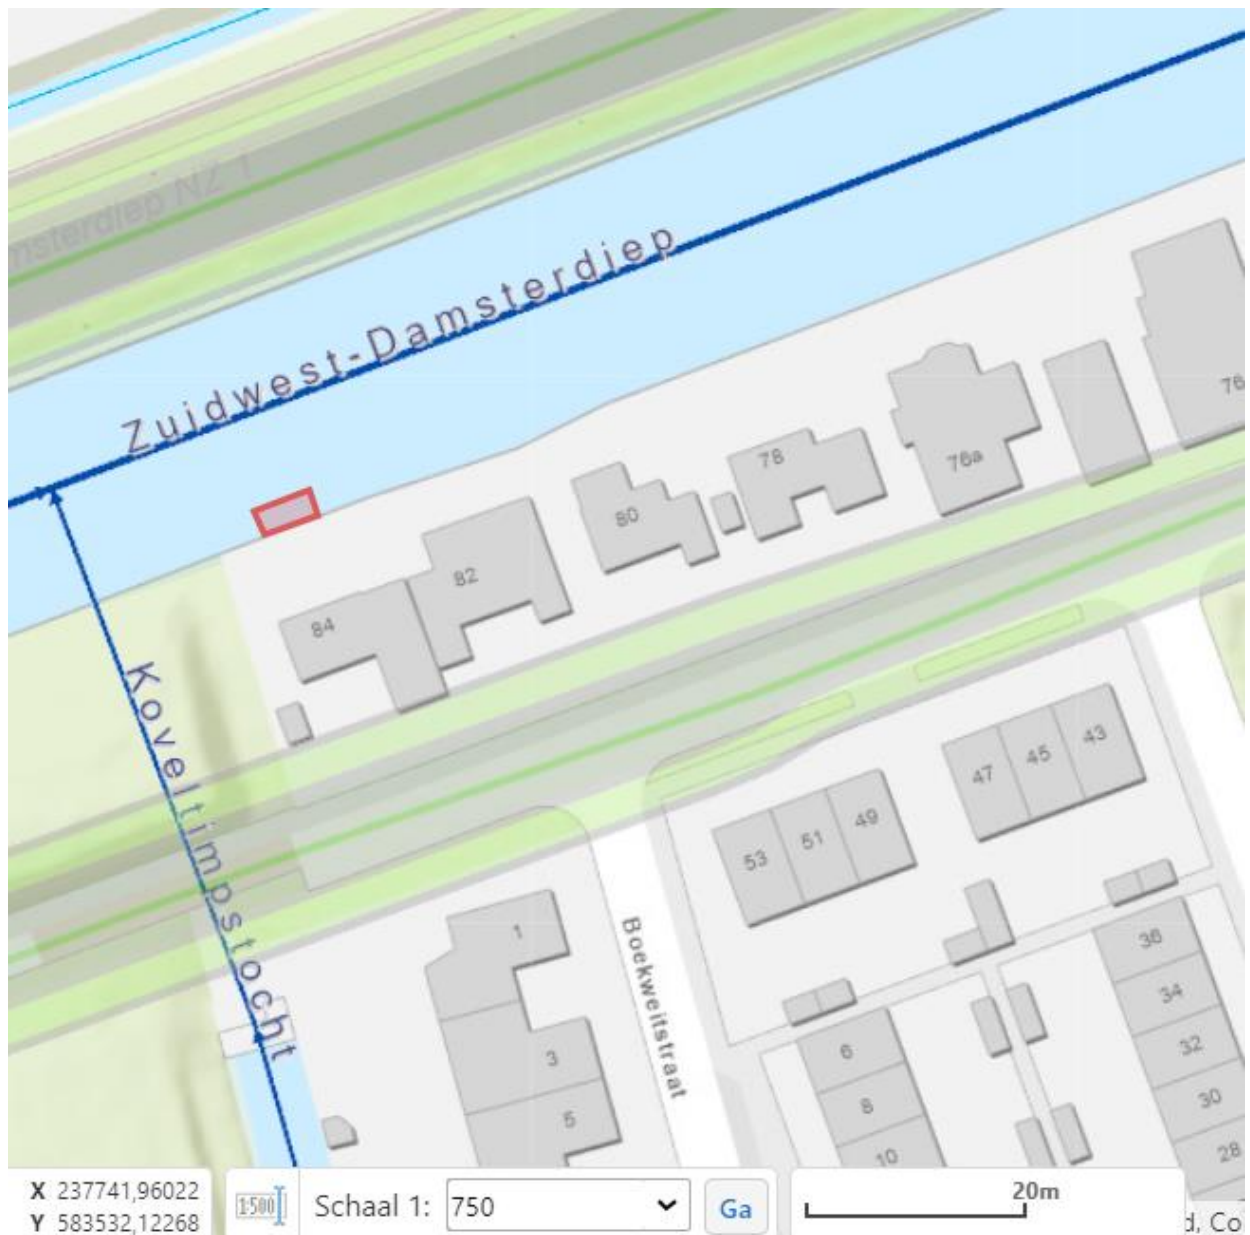 msterdiep NZ 1
Zuidwest-Damsterdiep
76
78
76a
80
82
84
Koveltimpstocht
43
45
47
49
51
53
1
Boekweitstraat
36
34
3
6
32
8
30
5
10
28
X 237741,96022
Y 583532,12268
1:500
Schaal 1:
750
Ga
20m
d, Co